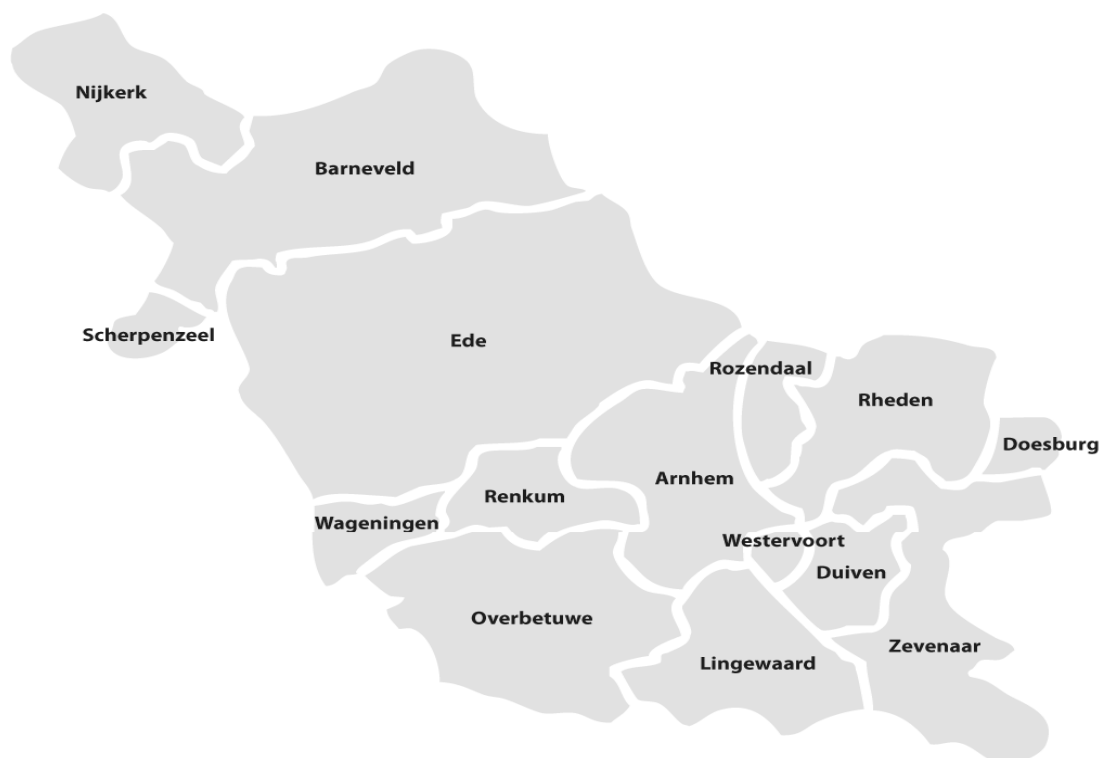 Nijkerk
Barneveld
Scherpenzeel
Ede
Rozendaal
Rheden
Doesburg
Arnhem
Renkum
Wageningen
Westervoort
Duiven
Overbetuwe
Zevenaar
Lingewaard